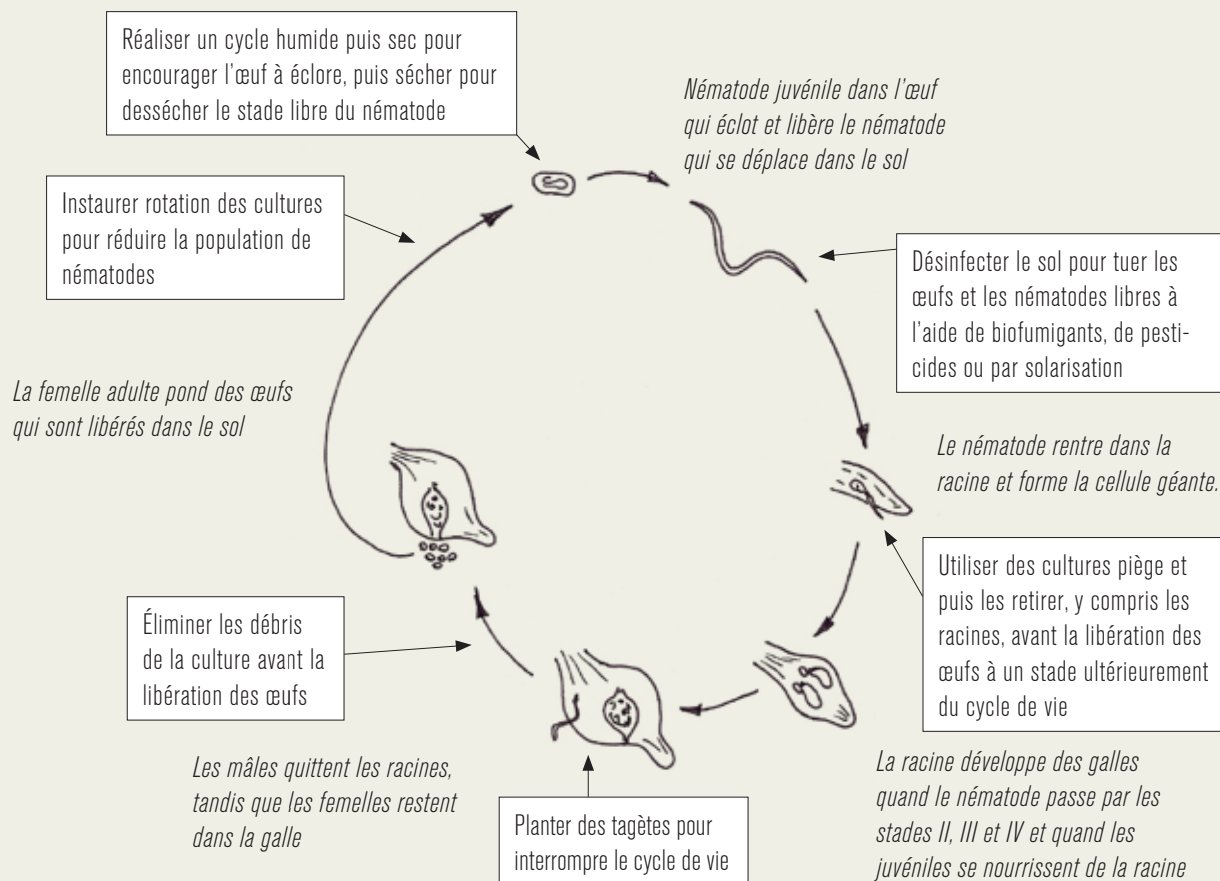 Réaliser un cycle humide puis sec pour
encourager l’œuf à éclore, puis sécher pour
dessécher le stade libre du nématode
Nématode juvénile dans l’œuf
qui éclot et libère le nématode
qui se déplace dans le sol
Instaurer rotation des cultures
pour réduire la population de
nématodes
Désinfecter le sol pour tuer les
œufs et les nématodes libres à
l’aide de biofumigants, de pesti-
cides ou par solarisation
La femelle adulte pond des œufs
qui sont libérés dans le sol
Le nématode rentre dans la
racine et forme la cellule géante.
Utiliser des cultures piège et
puis les retirer, y compris les
racines, avant la libération des
œufs à un stade ultérieurement
du cycle de vie
Éliminer les débris
de la culture avant la
libération des œufs
La racine développe des galles
quand le nématode passe par les
stades II, III et IV et quand les
juvéniles se nourrissent de la racine
Les mâles quittent les racines,
tandis que les femelles restent
dans la galle
Planter des tagètes pour
interrompre le cycle de vie